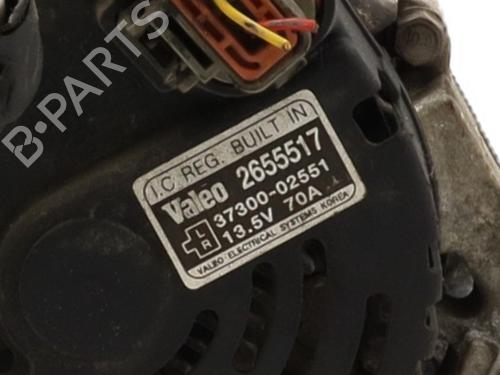 B-PARTS
I.C REG. BUILT IN
Valeo 2655517
L R 37300-02551
13.5V 70A
VALEO ELECTRICAL SYSTEMS KOREA